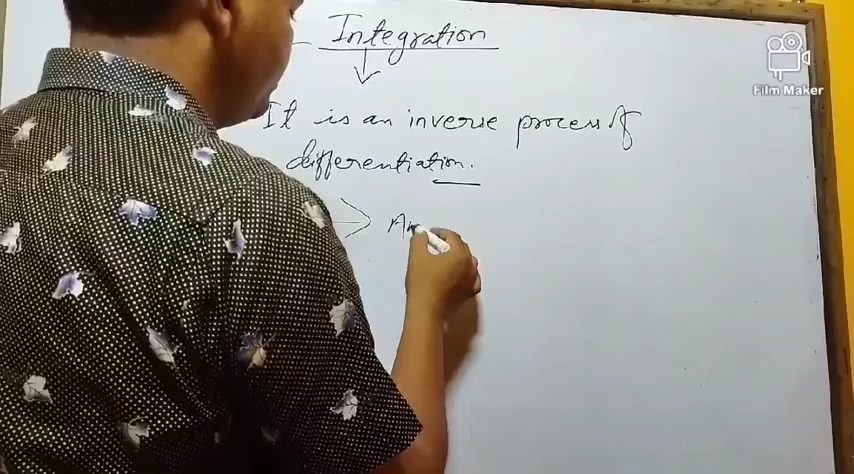 Integration
It is an inverse process of
differentiation.
Film Maker